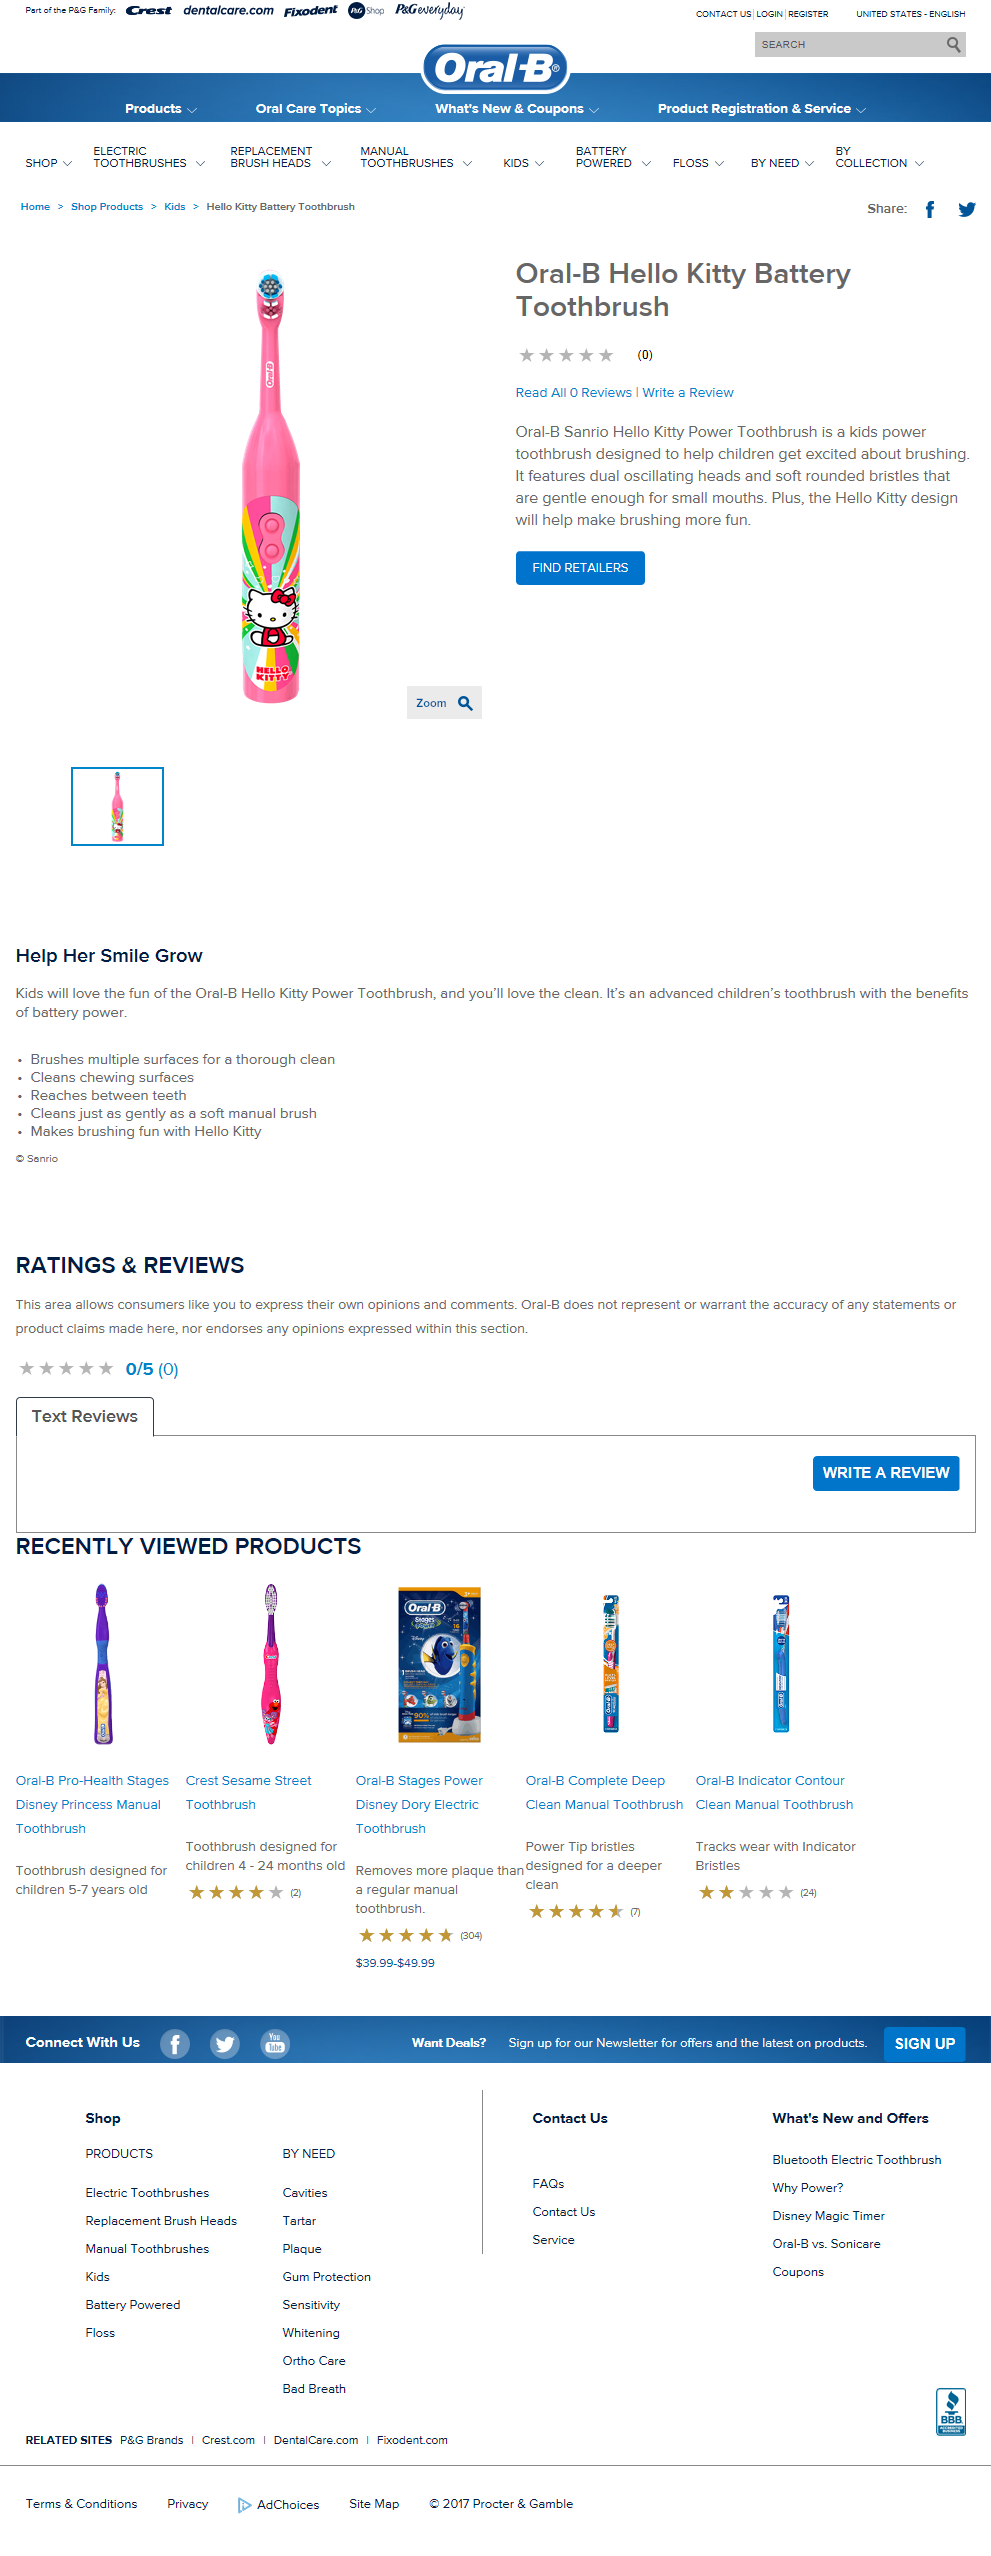 Part of the P&G Family: Crest dentalcare.com Fixodent P&G Shop P&G everyday
CONTACT US | LOGIN | REGISTER UNITED STATES - ENGLISH
SEARCH
Oral-B®
Products What's New & Coupons Oral Care Topics Product Registration & Service
SHOP
ELECTRIC
TOOTHBRUSHES
REPLACEMENT
BRUSH HEADS
MANUAL
TOOTHBRUSHES
KIDS
BATTERY
POWERED
FLOSS
BY NEED
BY
COLLECTION
Home > Shop Products > Kids > Hello Kitty Battery Toothbrush
Share:
Oral-B
HELLO
KITTY
Zoom
Oral-B Hello Kitty Battery
Toothbrush
(0)
Read All 0 Reviews | Write a Review
Oral-B Sanrio Hello Kitty Power Toothbrush is a kids power
toothbrush designed to help children get excited about brushing.
It features dual oscillating heads and soft rounded bristles that
are gentle enough for small mouths. Plus, the Hello Kitty design
will help make brushing more fun.
FIND RETAILERS
Help Her Smile Grow
Kids will love the fun of the Oral-B Hello Kitty Power Toothbrush, and you'll love the clean. It's an advanced children's toothbrush with the benefits
of battery power.
• Brushes multiple surfaces for a thorough clean
• Cleans chewing surfaces
• Reaches between teeth
• Cleans just as gently as a soft manual brush
• Makes brushing fun with Hello Kitty
© Sanrio
RATINGS & REVIEWS
This area allows consumers like you to express their own opinions and comments. Oral-B does not represent or warrant the accuracy of any statements or
product claims made here, nor endorses any opinions expressed within this section.
0/5 (0)
Text Reviews
WRITE A REVIEW
RECENTLY VIEWED PRODUCTS
Oral-B
Stages
90%
Oral-B Pro-Health Stages
Disney Princess Manual
Toothbrush
Toothbrush designed for
children 5-7 years old
Crest Sesame Street
Toothbrush
Toothbrush designed for
children 4 - 24 months old
(2)
Oral-B Stages Power
Disney Dory Electric
Toothbrush
Removes more plaque than
a regular manual
toothbrush.
(304)
$39.99-$49.99
Oral-B Complete Deep
Clean Manual Toothbrush
Power Tip bristles
designed for a deeper
clean
(7)
Oral-B Indicator Contour
Clean Manual Toothbrush
Tracks wear with Indicator
Bristles
(24)
Connect With Us
You
Tube
Want Deals? Sign up for our Newsletter for offers and the latest on products. SIGN UP
Shop
PRODUCTS
Electric Toothbrushes
Replacement Brush Heads
Manual Toothbrushes
Kids
Battery Powered
Floss
BY NEED
Cavities
Tartar
Plaque
Gum Protection
Sensitivity
Whitening
Ortho Care
Bad Breath
Contact Us
FAQs
Contact Us
Service
What's New and Offers
Bluetooth Electric Toothbrush
Why Power?
Disney Magic Timer
Oral-B vs. Sonicare
Coupons
BBB
ACCREDITED
BUSINESS
RELATED SITES P&G Brands | Crest.com | DentalCare.com | Fixodent.com
Terms & Conditions Privacy AdChoices Site Map © 2017 Procter & Gamble